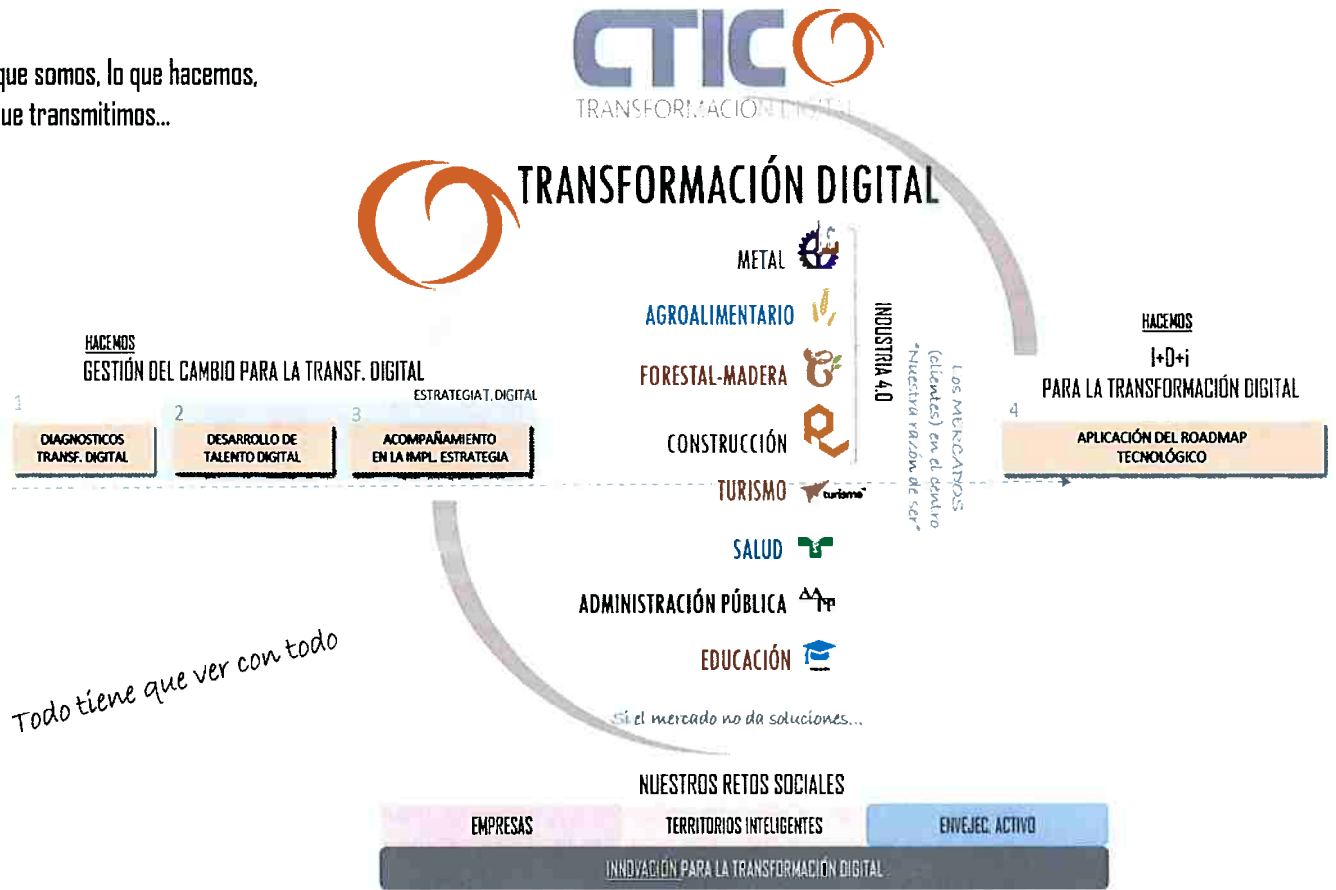 CTIC
TRANSFORMACIÓN DIGITAL
que somos, lo que hacemos,
que transmitimos...
TRANSFORMACIÓN DIGITAL
METAL
AGROALIMENTARIO
FORESTAL-MADERA
CONSTRUCCIÓN
INDUSTRIA 4.0
TURISMO
turismo
SALUD
ADMINISTRACIÓN PÚBLICA
EDUCACIÓN
LOS MERCADOS
(clientes) en el centro
"Nuestra razón de ser"
HACEMOS
GESTIÓN DEL CAMBIO PARA LA TRANSF. DIGITAL
ESTRATEGIA T. DIGITAL
1
DIAGNOSTICOS
TRANSF. DIGITAL
2
DESARROLLO DE
TALENTO DIGITAL
3
ACOMPAÑAMIENTO
EN LA IMPL. ESTRATEGIA
HACEMOS
I+D+i
PARA LA TRANSFORMACIÓN DIGITAL
4
APLICACIÓN DEL ROADMAP
TECNOLÓGICO
Todo tiene que ver con todo
Si el mercado no da soluciones...
NUESTROS RETOS SOCIALES
EMPRESAS
TERRITORIOS INTELIGENTES
ENVEJEC. ACTIVO
INNOVACIÓN PARA LA TRANSFORMACIÓN DIGITAL